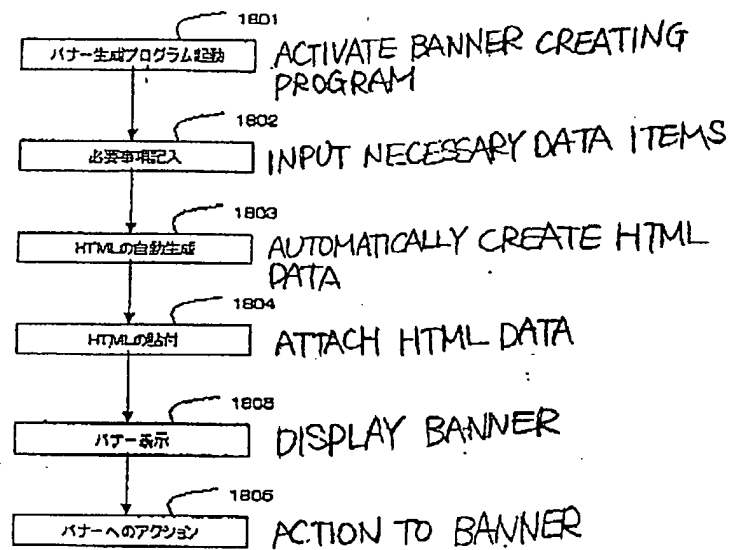 1801
バナー生成プログラム起動 ACTIVATE BANNER CREATING
PROGRAM
1802
必要事項記入 INPUT NECESSARY DATA ITEMS
1803
HTMLの自動生成 AUTOMATICALLY CREATE HTML
DATA
1804
HTMLの貼付 ATTACH HTML DATA
1805
バナー表示 DISPLAY BANNER
1806
バナーへのアクション ACTION TO BANNER